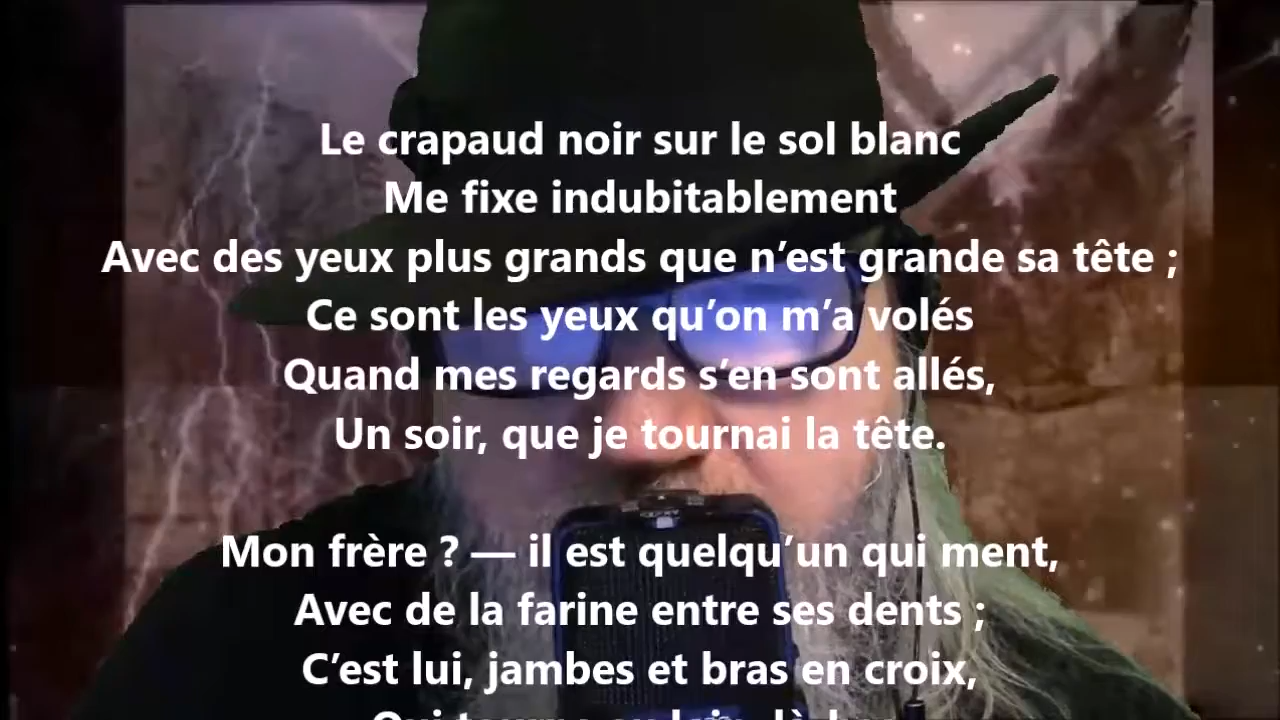 Le crapaud noir sur le sol blanc
Me fixe indubitablement
Avec des yeux plus grands que n’est grande sa tête ;
Ce sont les yeux qu’on m’a volés
Quand mes regards s’en sont allés,
Un soir, que je tournai la tête.
Mon frère ? — il est quelqu’un qui ment,
Avec de la farine entre ses dents ;
C’est lui, jambes et bras en croix,